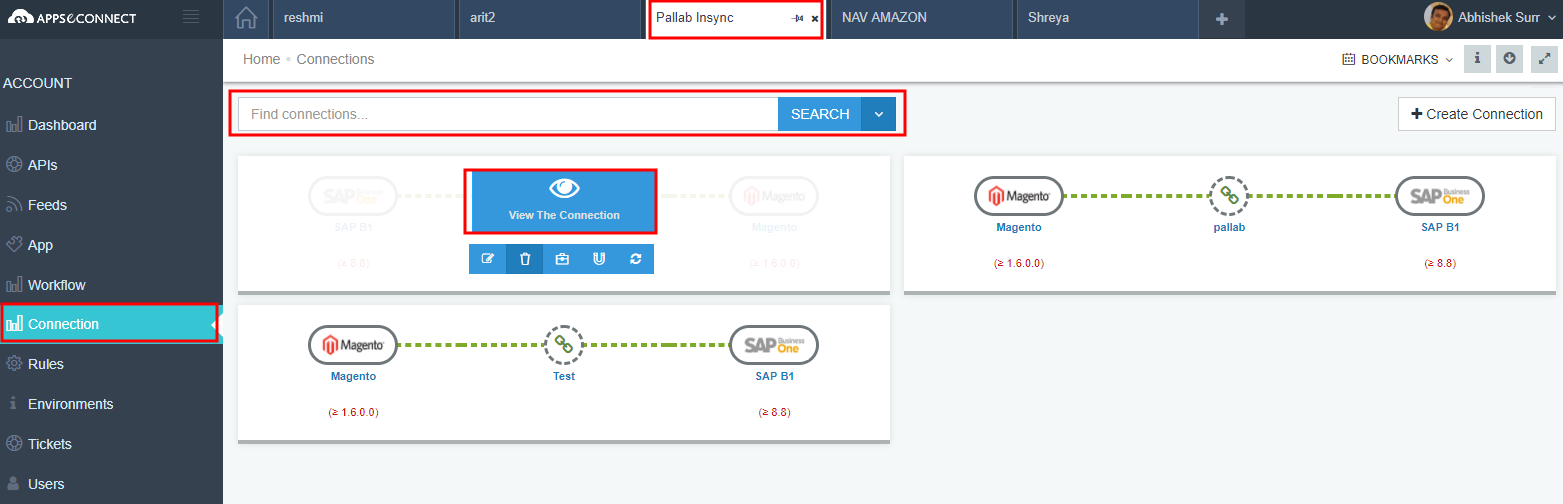 APPSeCONNECT
reshmi
arit2
Pallab Insync
NAV AMAZON
Shreya
Abhishek Surr
Home • Connections
BOOKMARKS
ACCOUNT
Dashboard
APIs
Feeds
App
Workflow
Connection
Rules
Environments
Tickets
Users
Find connections...
SEARCH
Create Connection
SAP Business One
View The Connection
Magento
SAP B1
Magento
(≥ 8.8)
(≥ 1.6.0.0)
Magento
SAP Business One
Magento
pallab
SAP B1
(≥ 1.6.0.0)
(≥ 8.8)
Magento
SAP Business One
Magento
Test
SAP B1
(≥ 1.6.0.0)
(≥ 8.8)